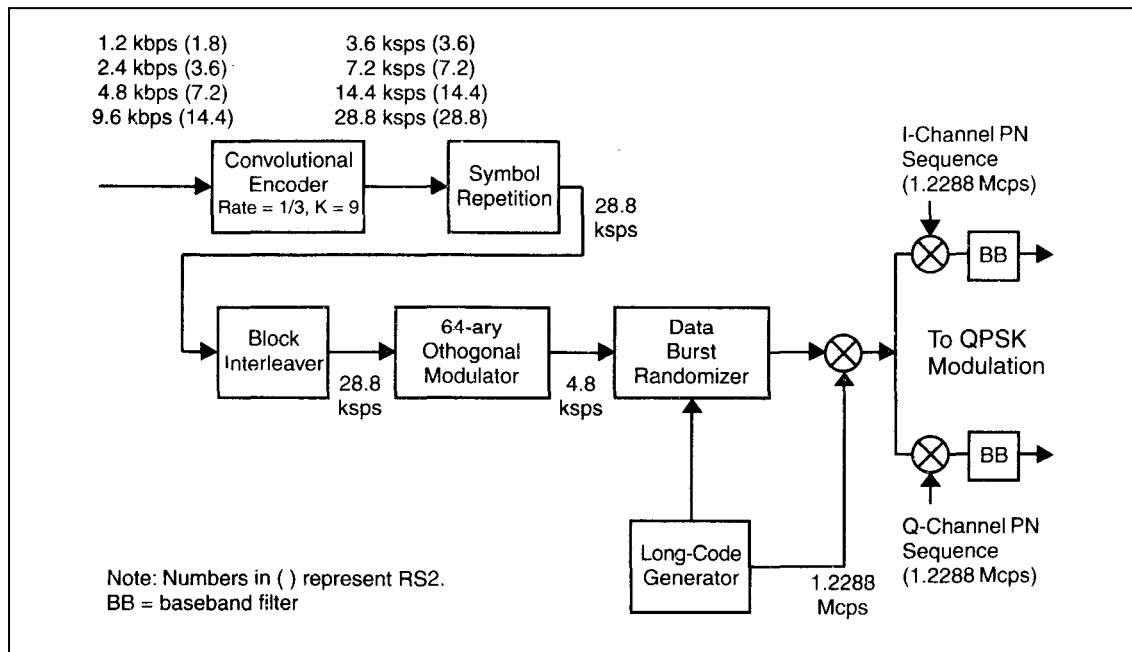 1.2 kbps (1.8)
2.4 kbps (3.6)
4.8 kbps (7.2)
9.6 kbps (14.4)
3.6 ksps (3.6)
7.2 ksps (7.2)
14.4 ksps (14.4)
28.8 ksps (28.8)
Convolutional
Encoder
Rate = 1/3, K = 9
Symbol
Repetition
28.8
ksps
I-Channel PN
Sequence
(1.2288 Mcps)
BB
Block
Interleaver
28.8
ksps
64-ary
Othogonal
Modulator
4.8
ksps
Data
Burst
Randomizer
To QPSK
Modulation
BB
Long-Code
Generator
1.2288
Mcps
Q-Channel PN
Sequence
(1.2288 Mcps)
Note: Numbers in ( ) represent RS2.
BB = baseband filter